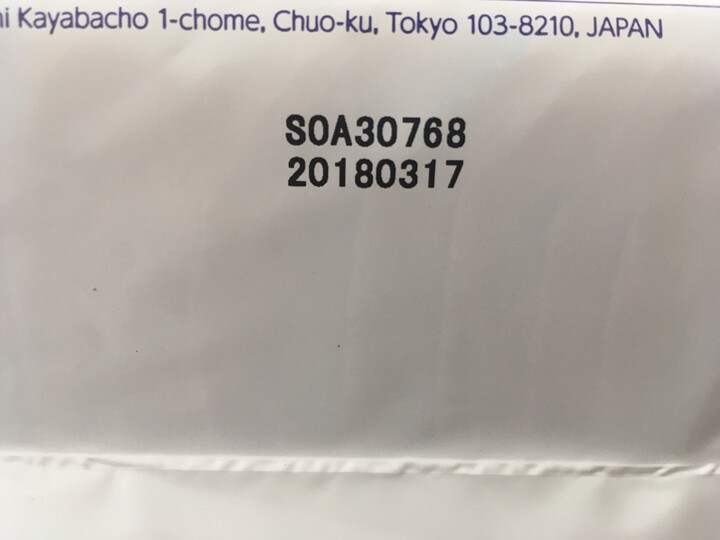 Kayabacho 1-chome, Chuo-ku, Tokyo 103-8210, JAPAN
S0A30768
20180317